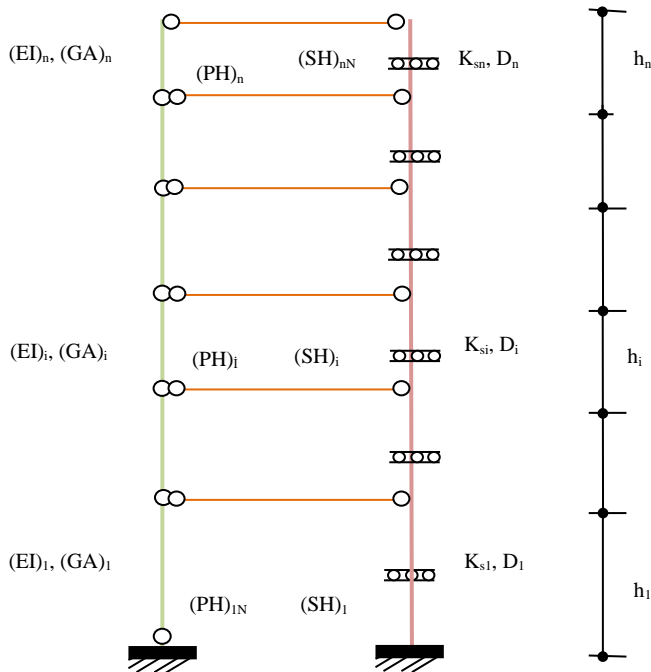 (EI)ₙ, (GA)ₙ
(PH)ₙ
(SH)ₙN
Kₛₙ, Dₙ
hₙ
(EI)ᵢ, (GA)ᵢ
(PH)ᵢ
(SH)ᵢ
Kₛᵢ, Dᵢ
hᵢ
(EI)₁, (GA)₁
(PH)₁N
(SH)₁
Kₛ₁, D₁
h₁